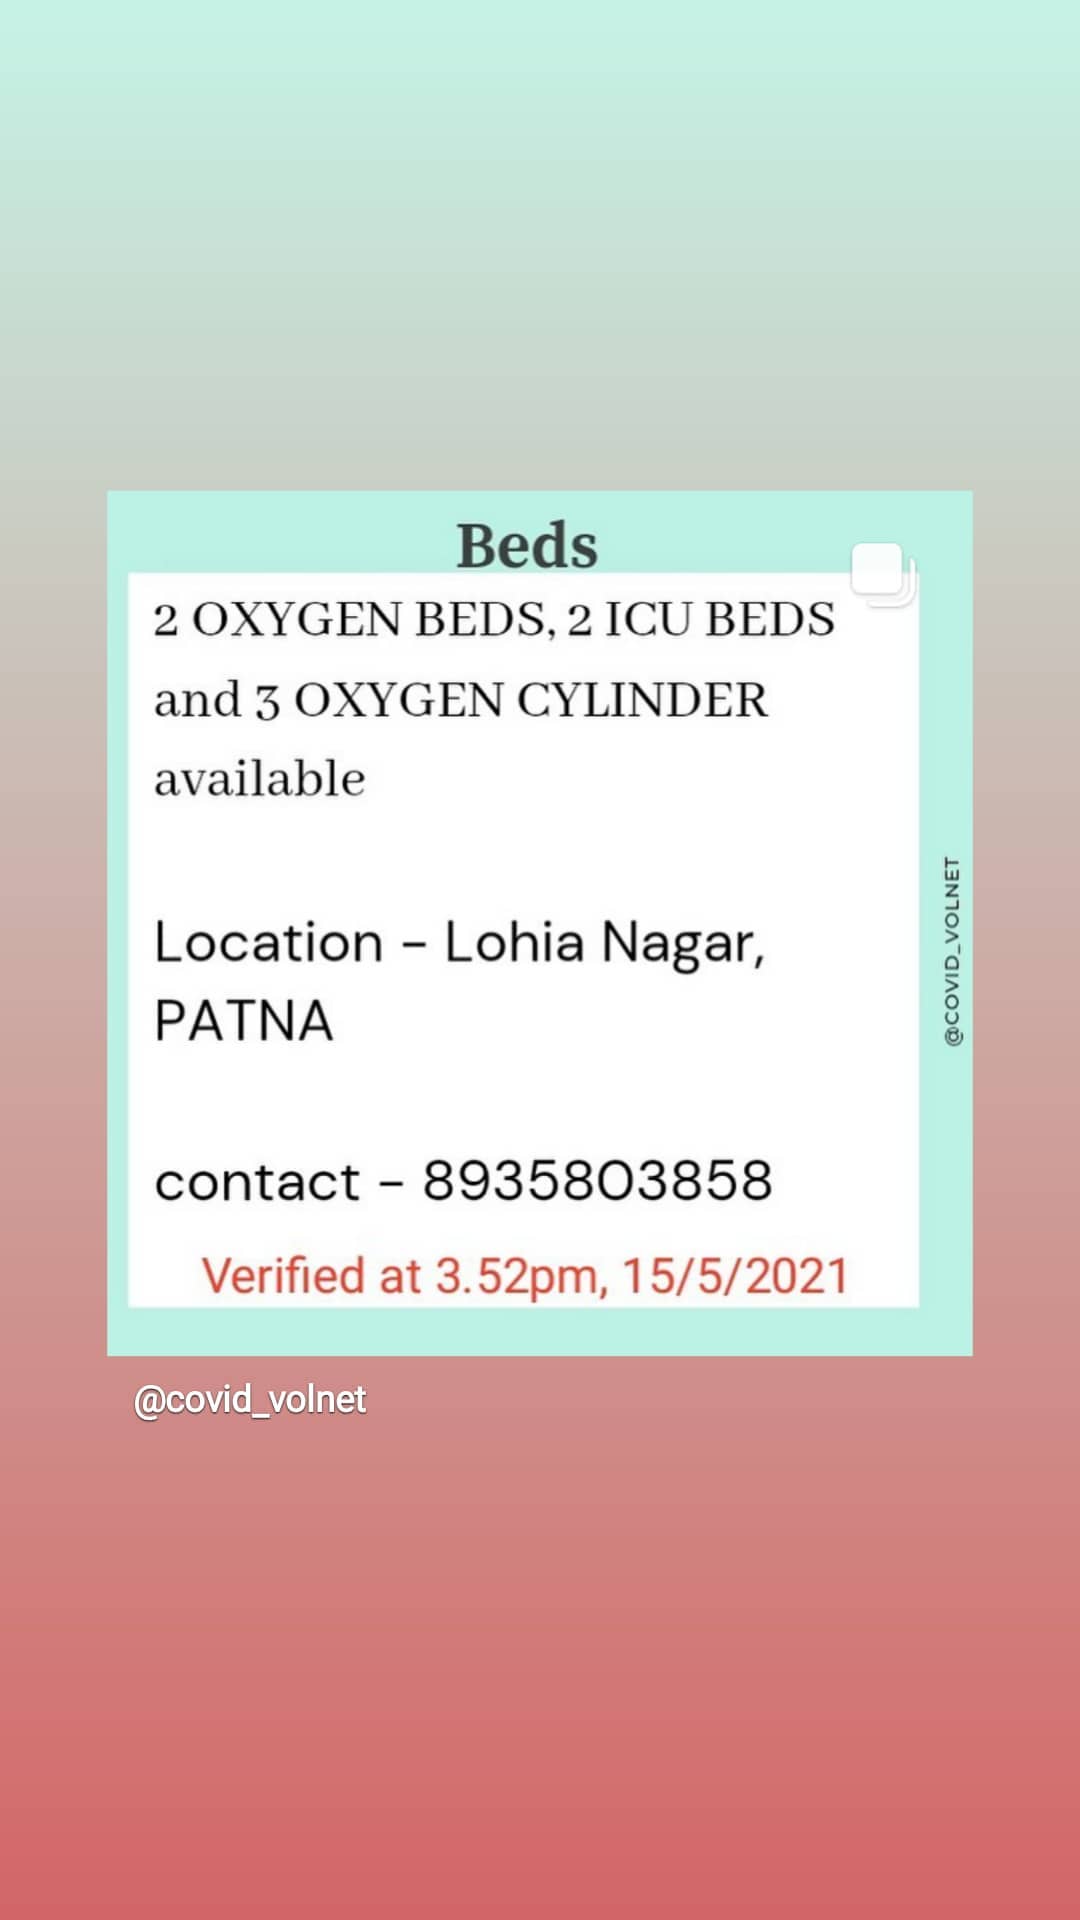 Beds
2 OXYGEN BEDS, 2 ICU BEDS
and 3 OXYGEN CYLINDER
available
Location - Lohia Nagar,
PATNA
contact - 8935803858
Verified at 3.52pm, 15/5/2021
@COVID_VOLNET
@covid_volnet